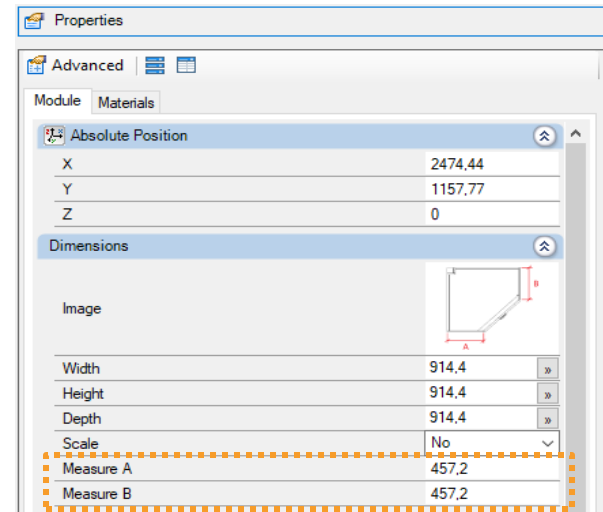 Properties
Advanced
Module Materials
Absolute Position
X 2474,44
Y 1157,77
Z 0
Dimensions
Image B A
Width 914,4 »
Height 914,4 »
Depth 914,4 »
Scale No
Measure A 457,2
Measure B 457,2